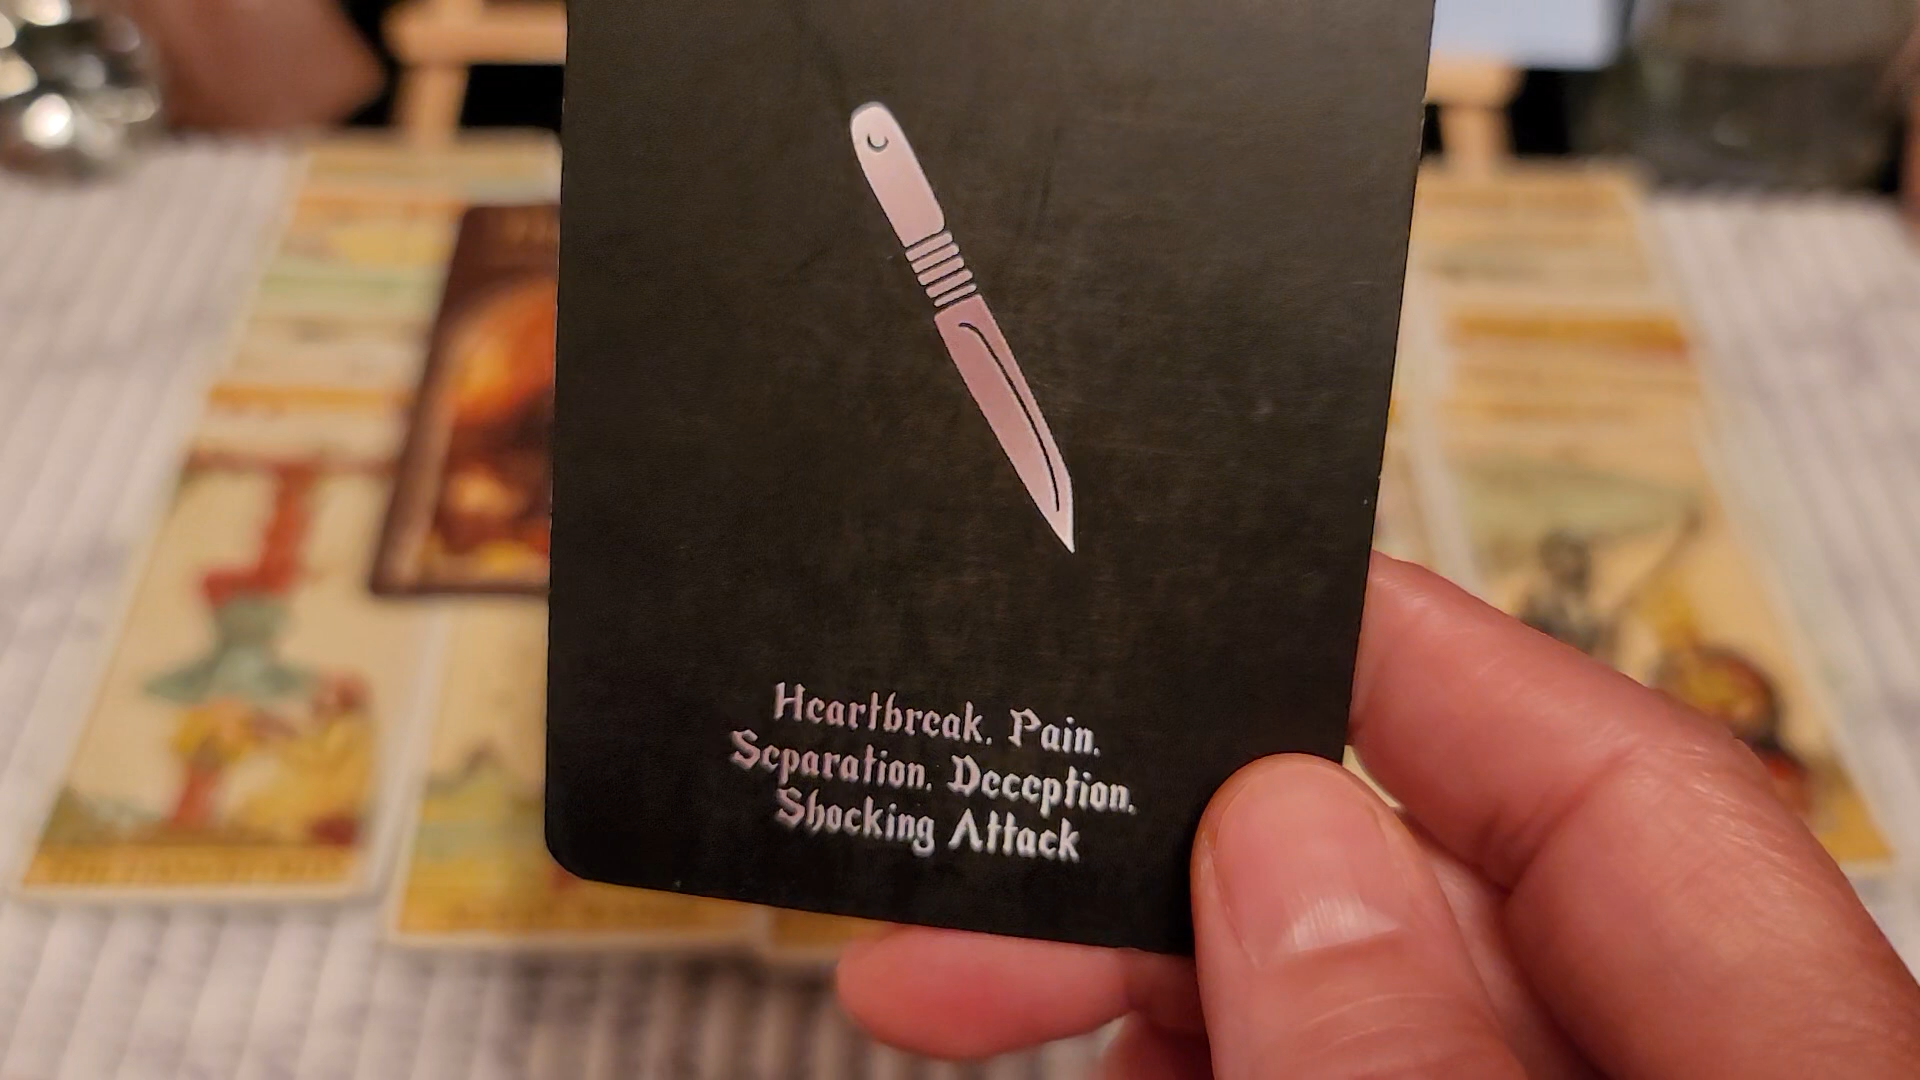 Heartbreak. Pain.
Separation. Deception.
Shocking Attack